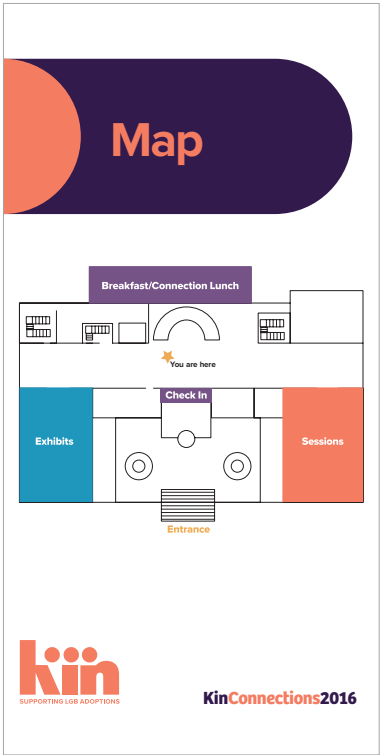 Map
Breakfast/Connection Lunch
You are here
Check In
Exhibits
Sessions
Entrance
kin
SUPPORTING LGB ADOPTIONS
KinConnections2016